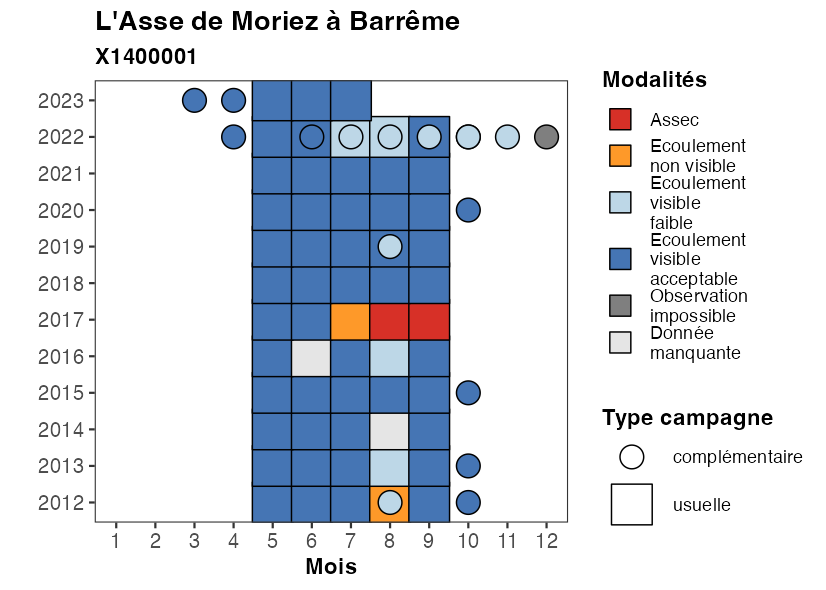 L'Asse de Moriez à Barrême
X1400001
2023
2022
2021
2020
2019
2018
2017
2016
2015
2014
2013
2012
1 2 3 4 5 6 7 8 9 10 11 12
Mois
Modalités
Assec
Ecoulement
non visible
Ecoulement
visible
faible
Ecoulement
visible
acceptable
Observation
impossible
Donnée
manquante
Type campagne
complémentaire
usuelle